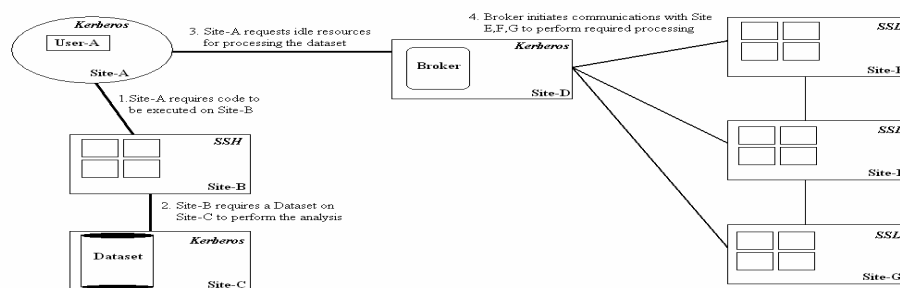 Kerberos
User-A
Site-A
3. Site-A requests idle resources
for processing the dataset
4. Broker initiates communications with Site
E,F,G to perform required processing
Kerberos
Broker
Site-D
1.Site-A requires code to
be executed on Site-B
SSH
Site-B
2. Site-B requires a Dataset on
Site-C to perform the analysis
Kerberos
Dataset
Site-C
SSL
SSL
SSL
Site-G